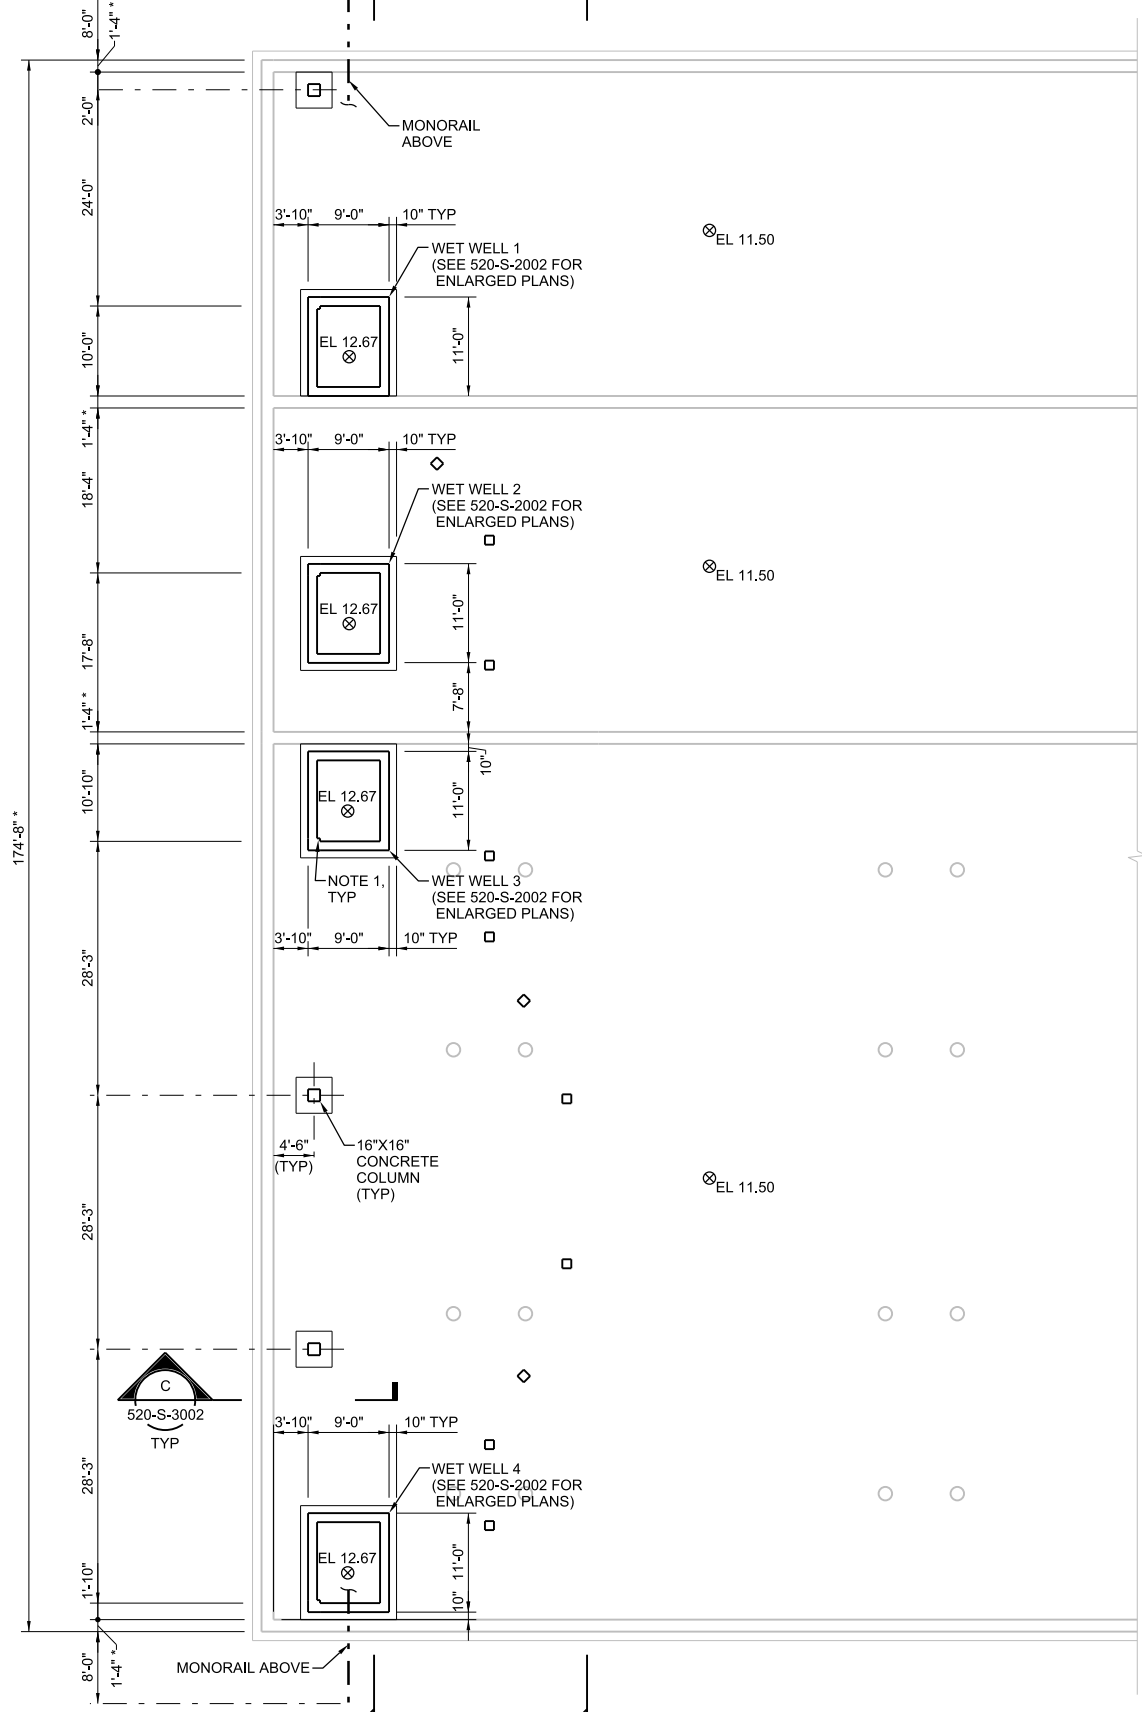 8'-0"
1'-4" *
2'-0"
MONORAIL
ABOVE
24'-0"
3'-10" 9'-0" 10" TYP
WET WELL 1
(SEE 520-S-2002 FOR
ENLARGED PLANS)
EL 11.50
10'-0"
EL 12.67
11'-0"
1'-4" *
3'-10" 9'-0" 10" TYP
18'-4"
WET WELL 2
(SEE 520-S-2002 FOR
ENLARGED PLANS)
EL 11.50
EL 12.67
11'-0"
17'-8"
7'-8"
1'-4" *
10"
10'-10"
EL 12.67
11'-0"
174'-8" *
NOTE 1,
TYP
WET WELL 3
(SEE 520-S-2002 FOR
ENLARGED PLANS)
3'-10" 9'-0" 10" TYP
28'-3"
4'-6"
(TYP)
16"X16"
CONCRETE
COLUMN
(TYP)
EL 11.50
28'-3"
C
520-S-3002
TYP
3'-10" 9'-0" 10" TYP
28'-3"
WET WELL 4
(SEE 520-S-2002 FOR
ENLARGED PLANS)
EL 12.67
11'-0"
1'-10"
10"
8'-0"
1'-4" *
MONORAIL ABOVE